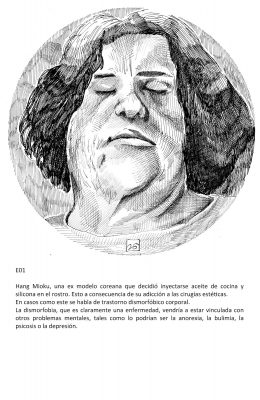 25
E01
Hang Mioku, una ex modelo coreana que decidió inyectarse aceite de cocina y
silicona en el rostro. Esto a consecuencia de su adicción a las cirugías estéticas.
En casos como este se habla de trastorno dismorfóbico corporal.
La dismorfobia, que es claramente una enfermedad, vendría a estar vinculada con
otros problemas mentales, tales como lo podrían ser la anorexia, la bulimia, la
psicosis o la depresión.